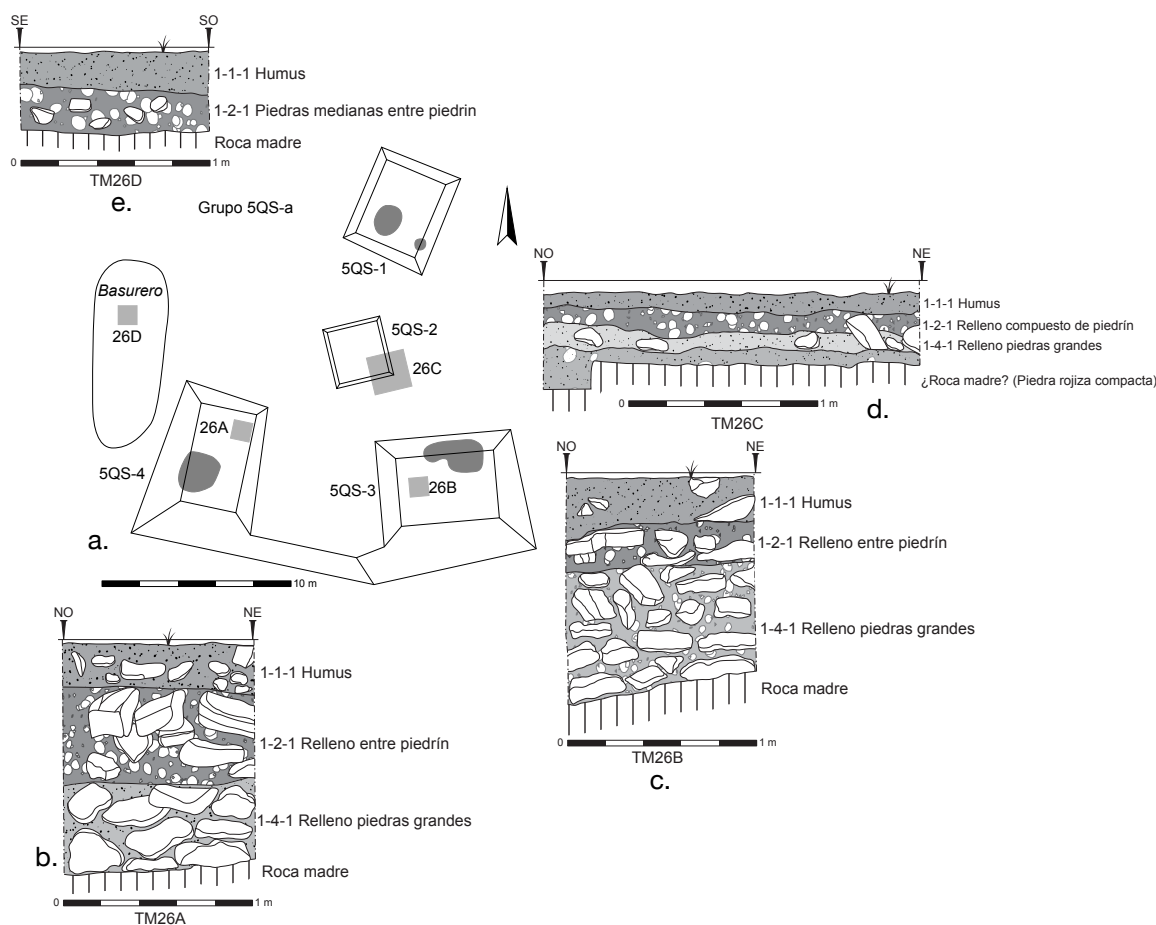 SE SO
1-1-1 Humus
1-2-1 Piedras medianas entre piedrin
Roca madre
0 1 m
TM26D
e.
Grupo 5QS-a
5QS-1
Basurero
26D
5QS-2
26C
26A
5QS-4
5QS-3
26B
a.
10 m
NO NE
1-1-1 Humus
1-2-1 Relleno compuesto de piedrín
1-4-1 Relleno piedras grandes
¿Roca madre? (Piedra rojiza compacta)
0 1 m
TM26C
d.
NO NE
1-1-1 Humus
1-2-1 Relleno entre piedrín
1-4-1 Relleno piedras grandes
Roca madre
0 1 m
TM26B
c.
NO NE
1-1-1 Humus
1-2-1 Relleno entre piedrín
1-4-1 Relleno piedras grandes
b.
Roca madre
0 1 m
TM26A